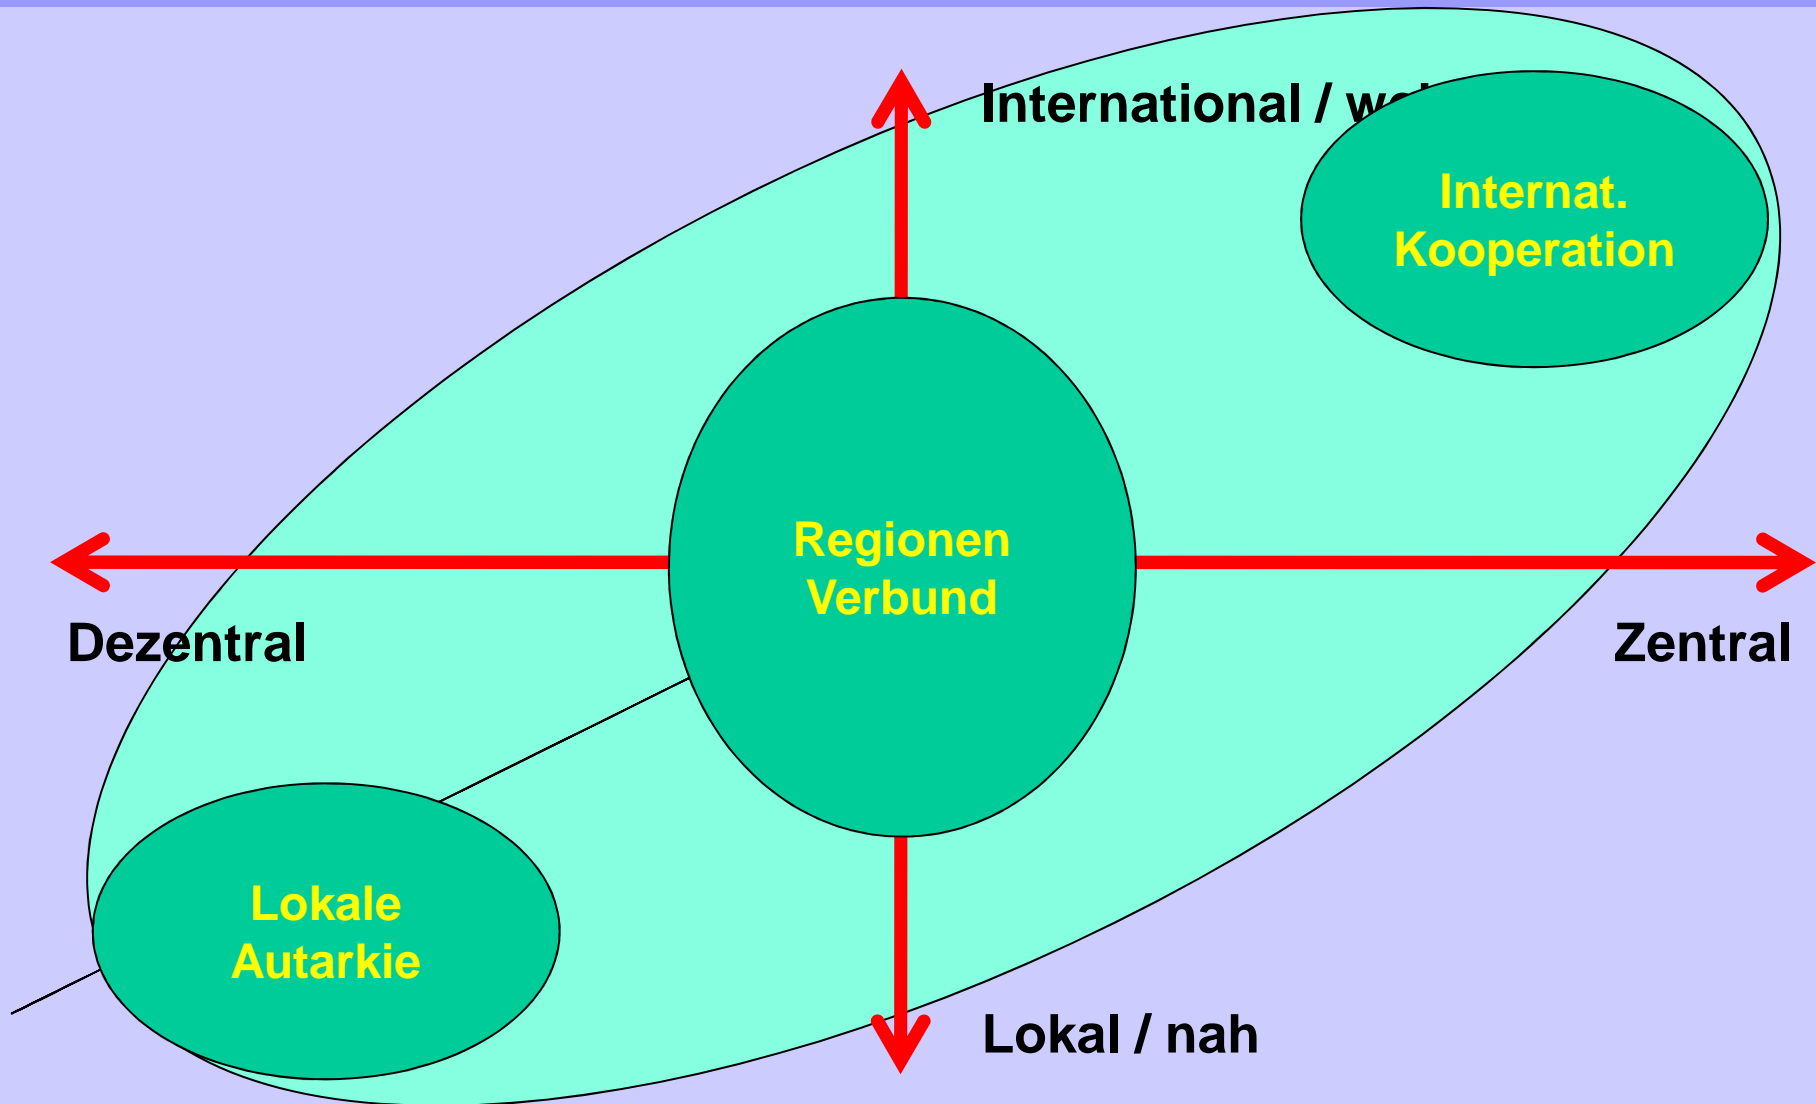 International / 
Internat.
Kooperation
Regionen
Verbund
Dezentral
Zentral
Lokale
Autarkie
Lokal / nah